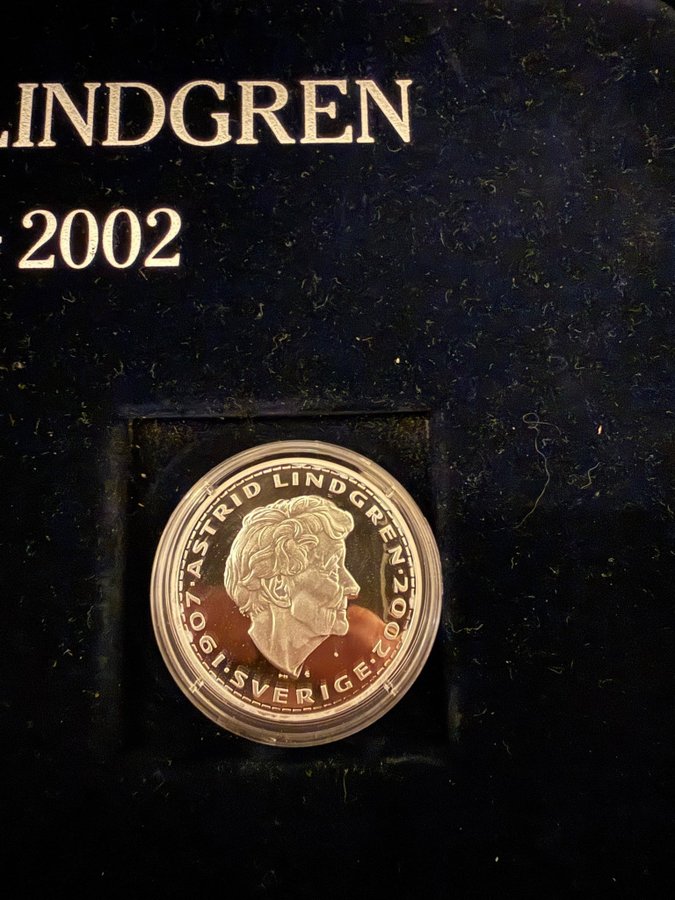 LINDGREN
- 2002
1907 · ASTRID LINDGREN · 2002 ·
SVERIGE